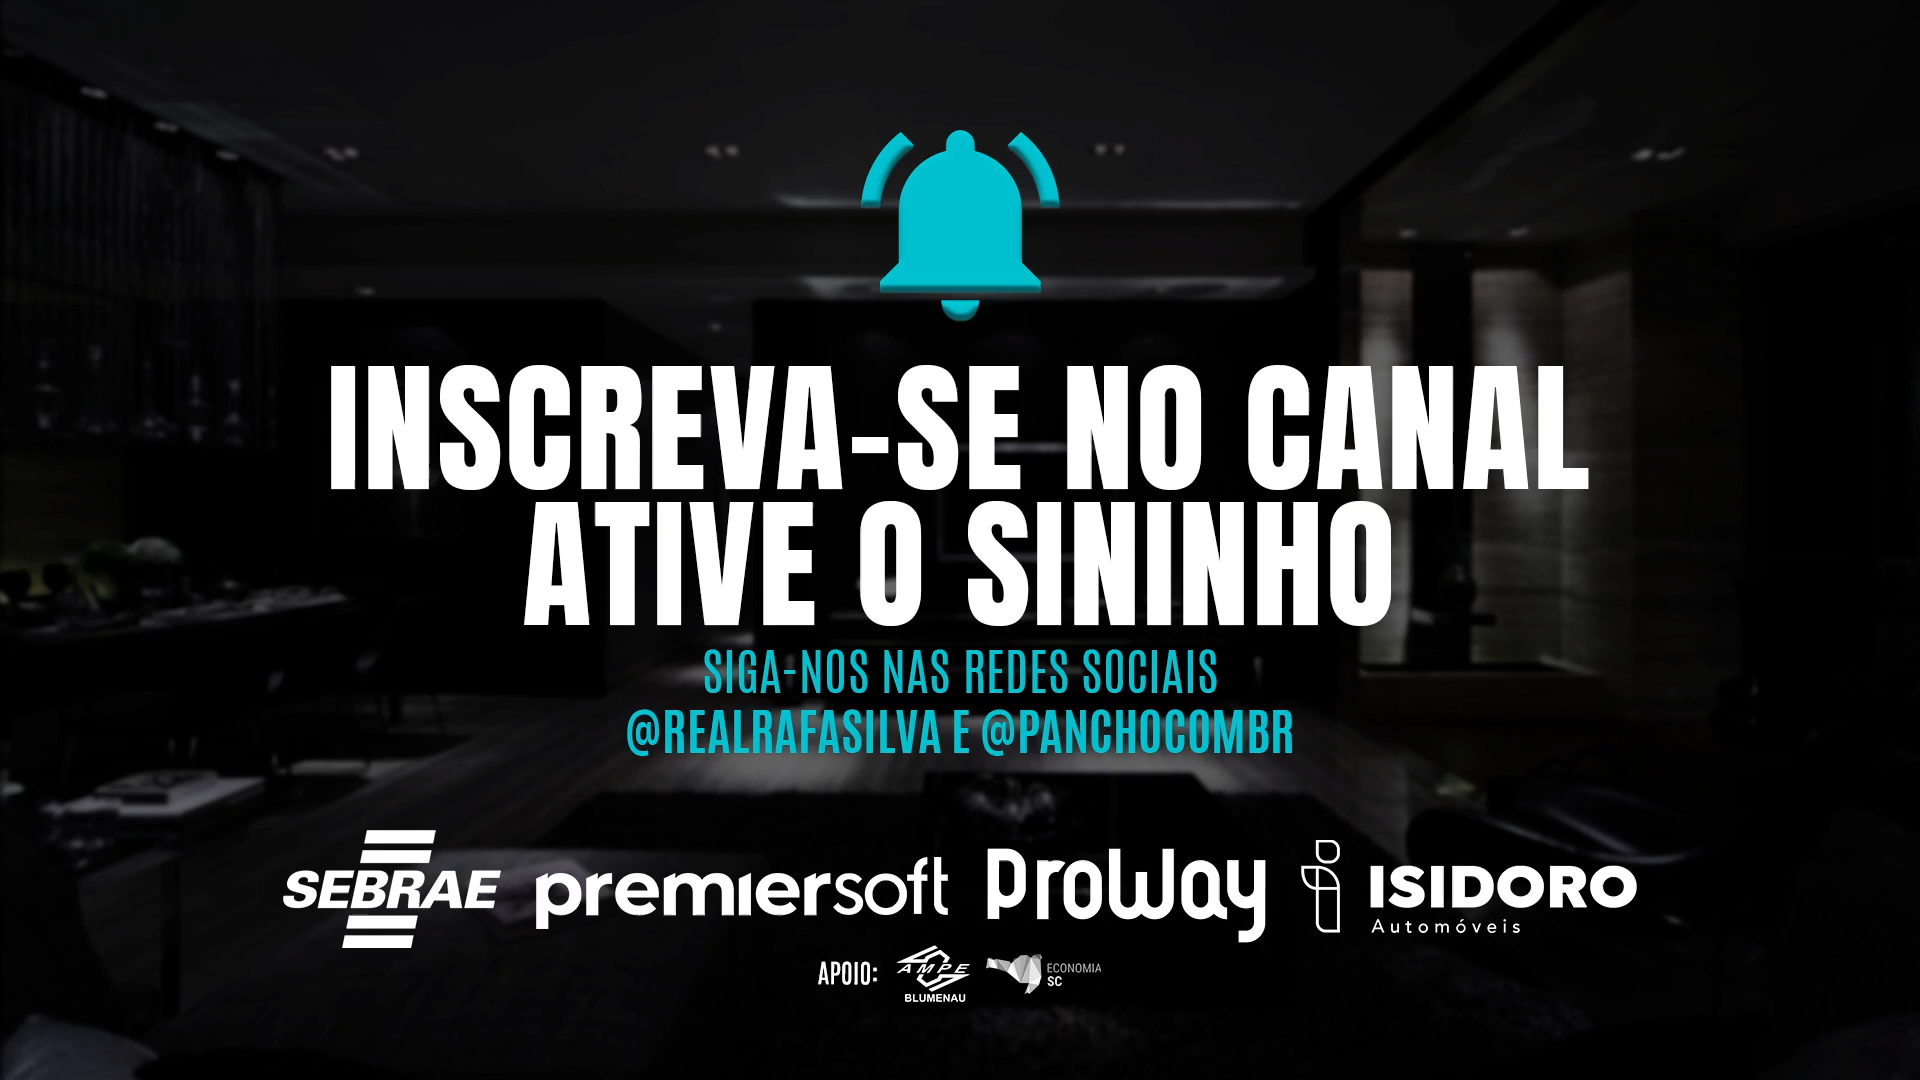 INSCREVA-SE NO CANAL
ATIVE O SININHO
SIGA-NOS NAS REDES SOCIAIS
@REALRAFASILVA E @PANCHOCOMBR
SEBRAE premiersoft ProWay ISIDORO
Automóveis
APOIO: AMPE BLUMENAU ECONOMIA SC